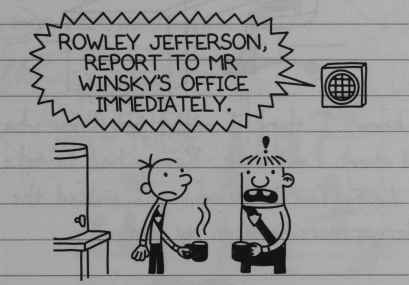 ROWLEY JEFFERSON,
REPORT TO MR
WINSKY'S OFFICE
IMMEDIATELY.
!